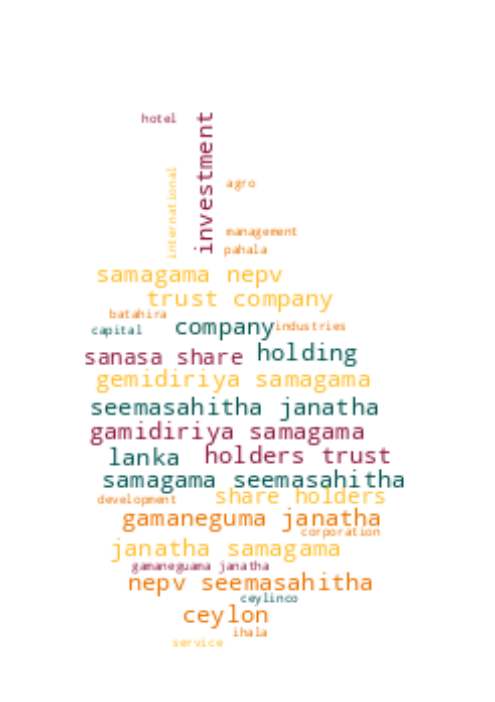 hotel
investment
international
agro
management
pahala
samagama nepv
trust company
batahira
company
industries
capital
holding
sanasa share
gemidiriya samagama
seemasahitha janatha
gamidiriya samagama
holders trust
lanka
samagama seemasahitha
share holders
development
gamaneguma janatha
corporation
janatha samagama
gamaneguama janatha
nepv seemasahitha
ceylinco
ceylon
ihala
service